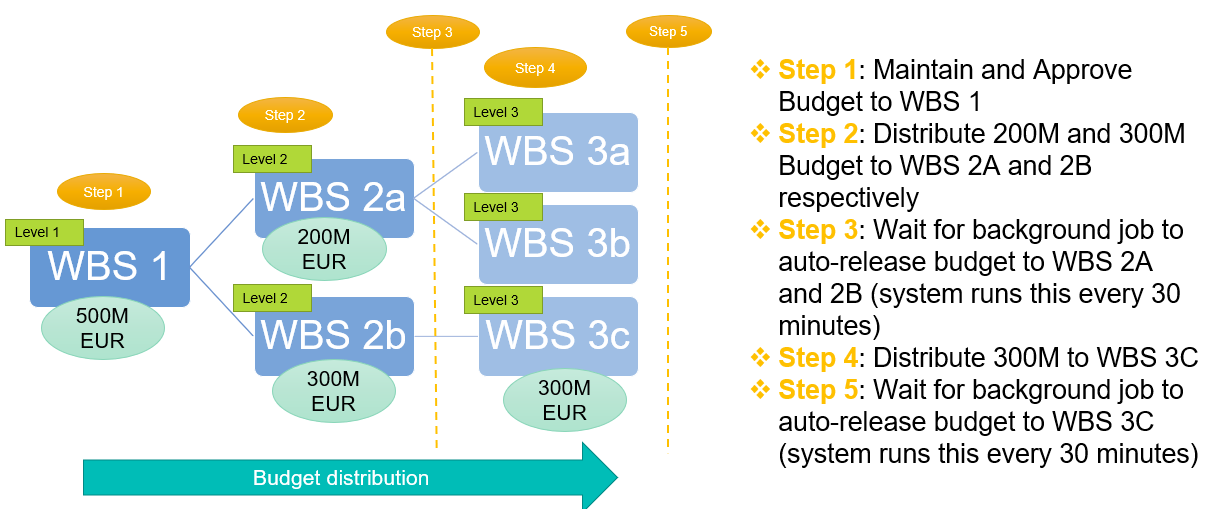 Step 3
Step 5
Step 4
Step 2
Step 1
Level 1
WBS 1
500M
EUR
Level 2
WBS 2a
200M
EUR
Level 2
WBS 2b
300M
EUR
Level 3
WBS 3a
Level 3
WBS 3b
Level 3
WBS 3c
300M
EUR
Budget distribution
❖ Step 1: Maintain and Approve
Budget to WBS 1
❖ Step 2: Distribute 200M and 300M
Budget to WBS 2A and 2B
respectively
❖ Step 3: Wait for background job to
auto-release budget to WBS 2A
and 2B (system runs this every 30
minutes)
❖ Step 4: Distribute 300M to WBS 3C
❖ Step 5: Wait for background job to
auto-release budget to WBS 3C
(system runs this every 30 minutes)